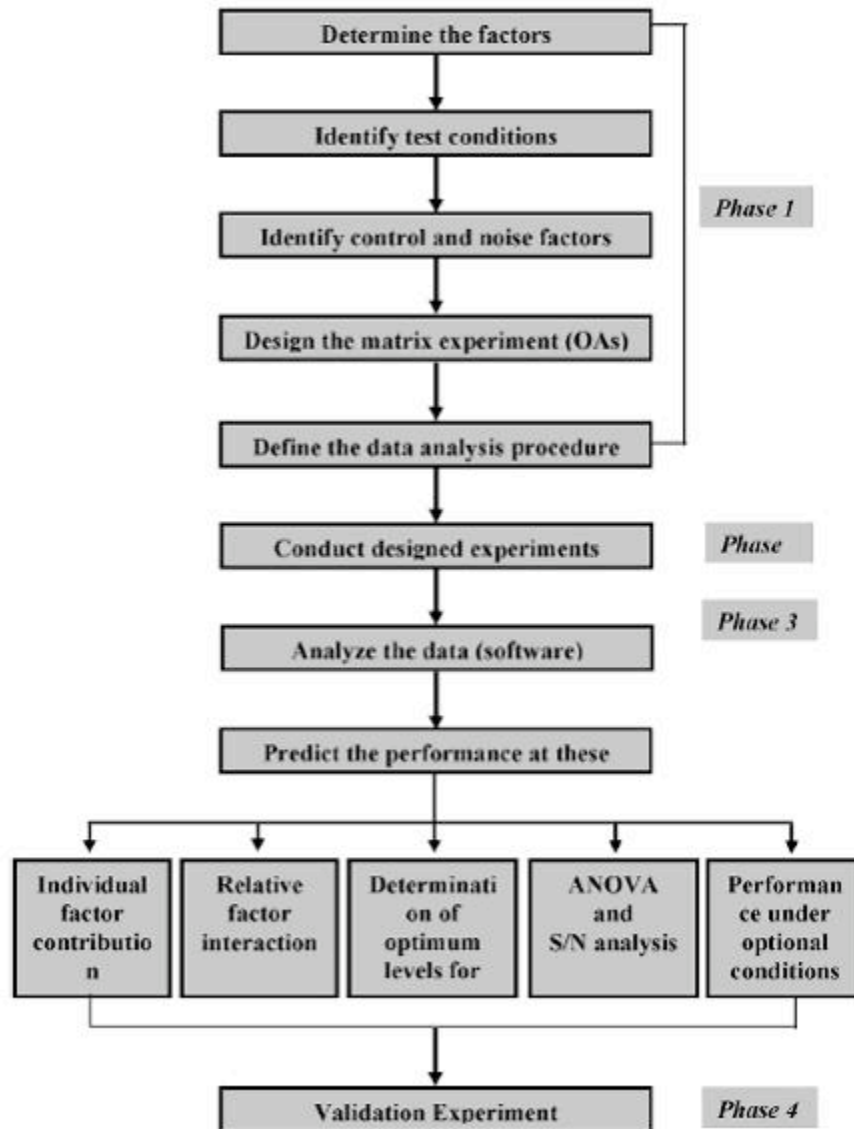 Determine the factors
Identify test conditions
Phase 1
Identify control and noise factors
Design the matrix experiment (OAs)
Define the data analysis procedure
Conduct designed experiments
Phase
Phase 3
Analyze the data (software)
Predict the performance at these
Individual
factor
contributio
n
Relative
factor
interaction
Determinati
on of
optimum
levels for
ANOVA
and
S/N analysis
Performan
ce under
optional
conditions
Validation Experiment
Phase 4